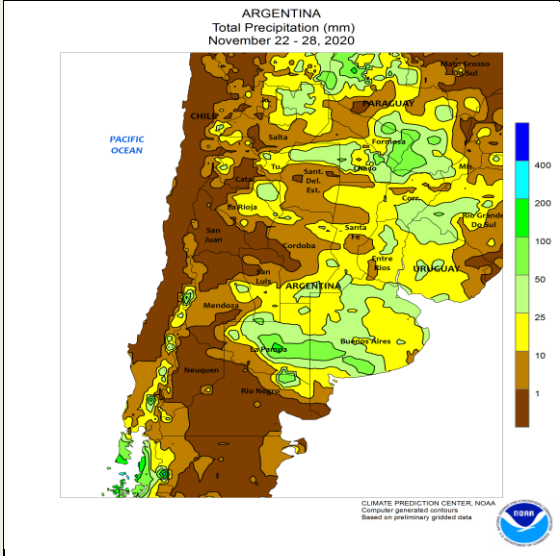 ARGENTINA
Total Precipitation (mm)
November 22 - 28, 2020
Mato Grosso
Do Sul
PARAGUAY
CHILE
PACIFIC
OCEAN
Salta
Formosa
Tu.
Chaco
Mis.
Sant.
Del.
Est.
Cata.
Corr.
La Rioja
Rio Grande
Do Sul
San
Juan
Santa
Fe
Cordoba
Entre
Rios
URUGUAY
San
Luis
ARGENTINA
Mendoza
Buenos Aires
La Pampa
Neuquen
Rio Negro
400
200
100
50
25
10
1
CLIMATE PREDICTION CENTER, NOAA
Computer generated contours
Based on preliminary gridded data
NOAA